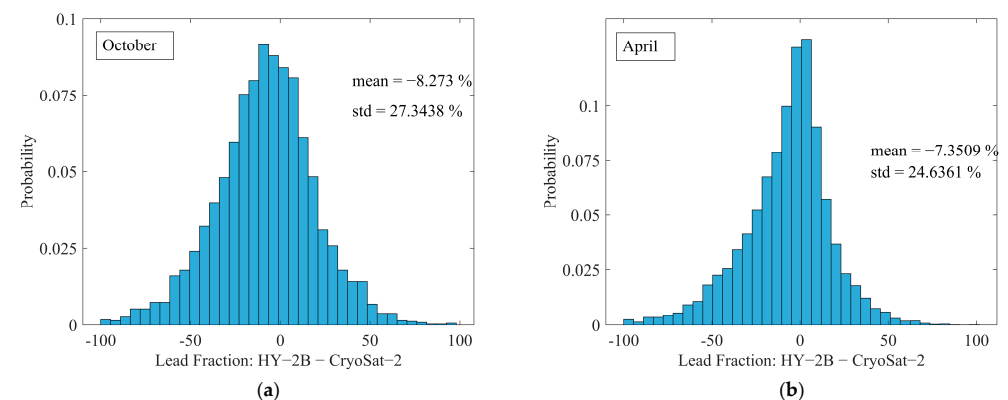 October
mean = −8.273 %
std = 27.3438 %
0.1
0.075
0.05
0.025
0
Probability
-100
-50
0
50
100
Lead Fraction: HY−2B − CryoSat−2
(a)
April
mean = −7.3509 %
std = 24.6361 %
0.1
0.075
0.05
0.025
0
Probability
-100
-50
0
50
100
Lead Fraction: HY−2B − CryoSat−2
(b)